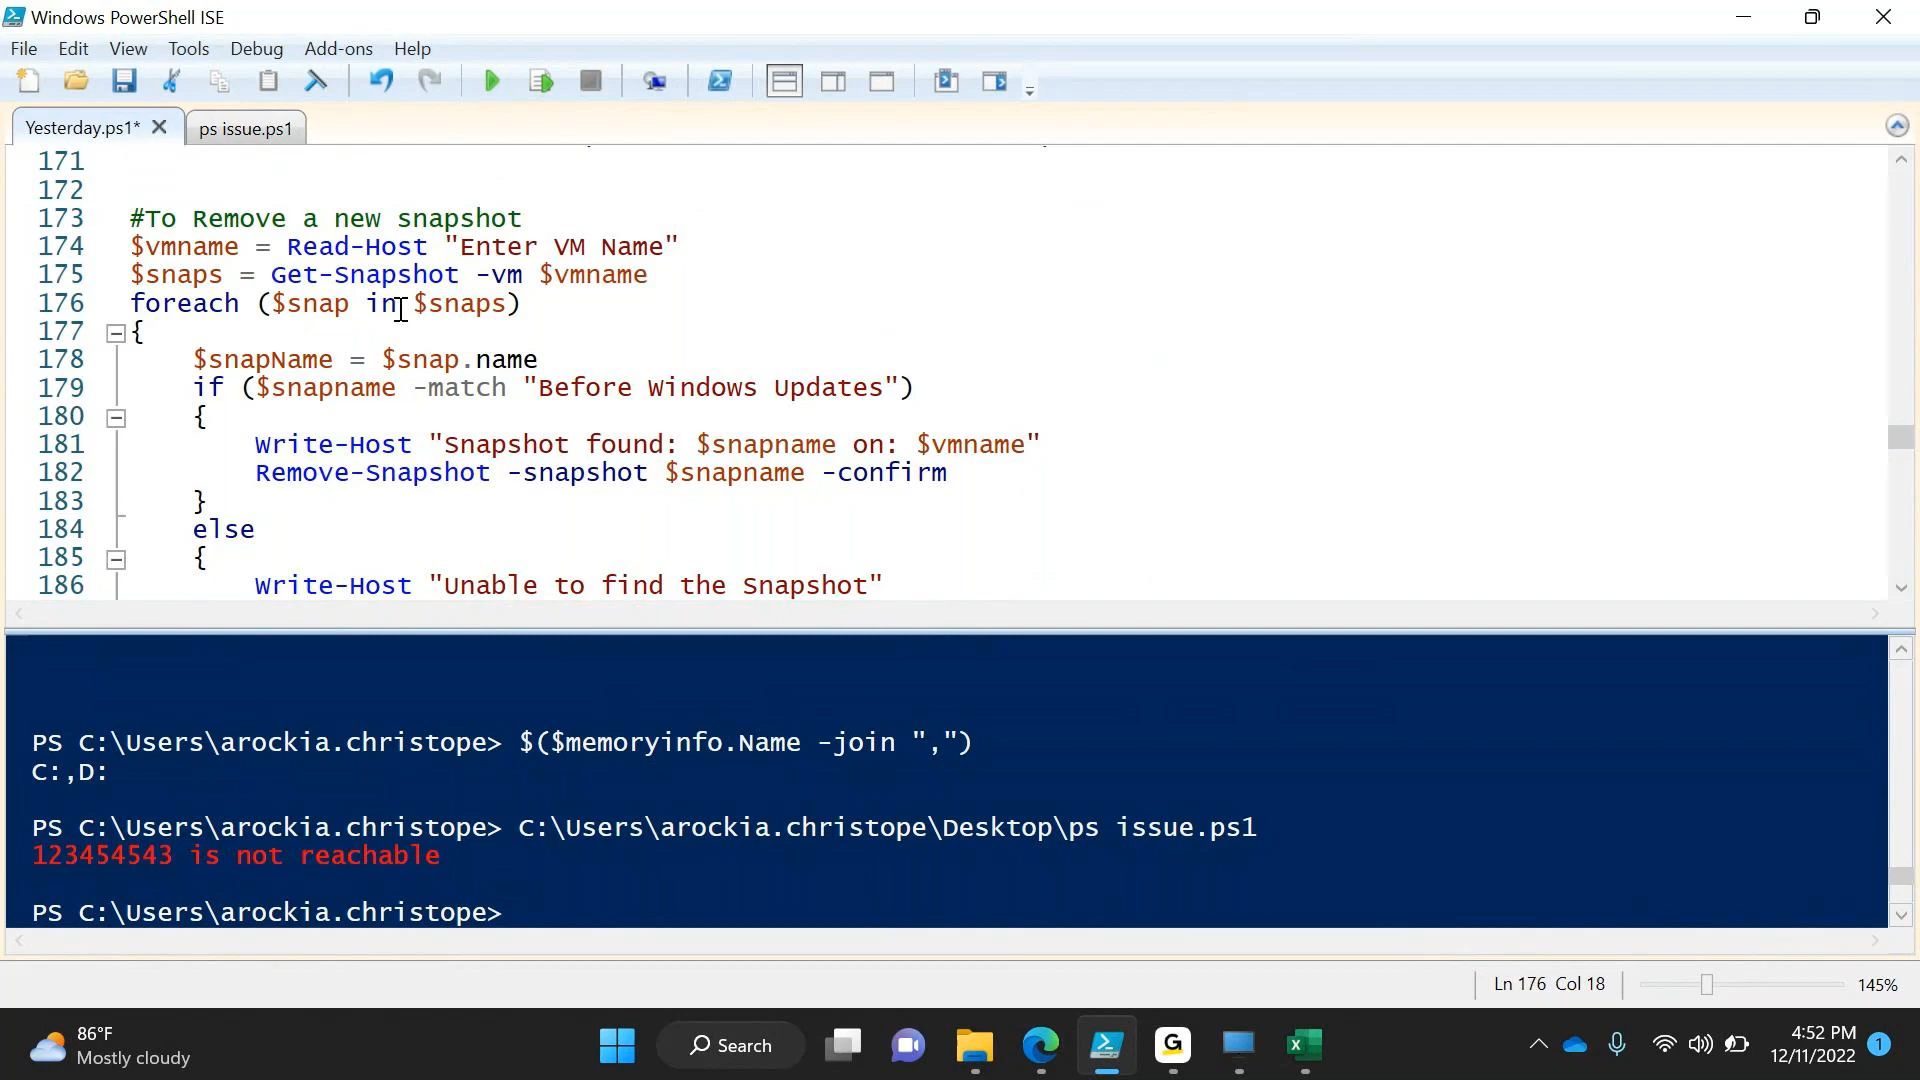 Windows PowerShell ISE
File Edit View Tools Debug Add-ons Help
Yesterday.ps1* ps issue.ps1
171
172
173 #To Remove a new snapshot
174 $vmname = Read-Host "Enter VM Name"
175 $snaps = Get-Snapshot -vm $vmname
176 foreach ($snap in $snaps)
177 {
178 $snapName = $snap.name
179 if ($snapname -match "Before Windows Updates")
180 {
181 Write-Host "Snapshot found: $snapname on: $vmname"
182 Remove-Snapshot -snapshot $snapname -confirm
183 }
184 else
185 {
186 Write-Host "Unable to find the Snapshot"
PS C:\Users\arockia.christope> $($memoryinfo.Name -join ",")
C:,D:
PS C:\Users\arockia.christope> C:\Users\arockia.christope\Desktop\ps issue.ps1
123454543 is not reachable
PS C:\Users\arockia.christope>
Ln 176 Col 18 145%
86°F
Mostly cloudy
Search
G
X
4:52 PM
12/11/2022
1